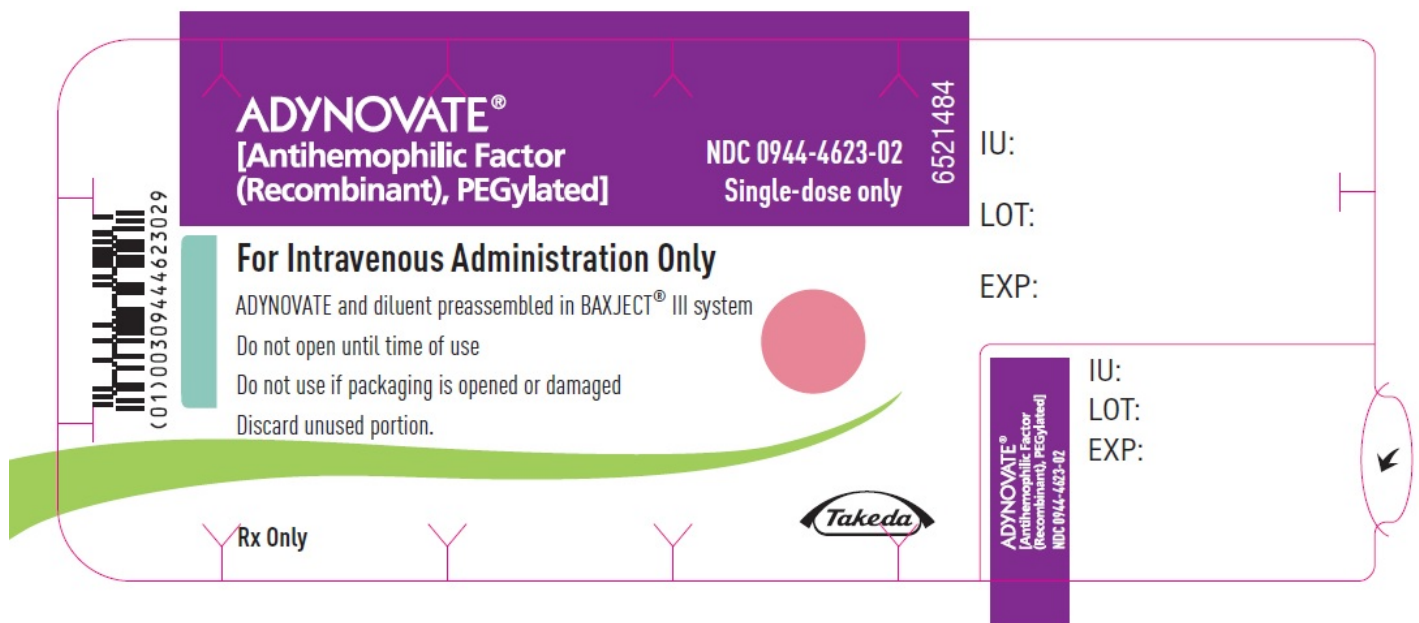 ADYNOVATE®
[Antihemophilic Factor
(Recombinant), PEGylated]
NDC 0944-4623-02
Single-dose only
6521484
(01)00309444623029
For Intravenous Administration Only
ADYNOVATE and diluent preassembled in BAXJECT® III system
Do not open until time of use
Do not use if packaging is opened or damaged
Discard unused portion.
Rx Only
Takeda
IU:
LOT:
EXP:
ADYNOVATE®
[Antihemophilic Factor
(Recombinant), PEGylated]
NDC 0944-4623-02
IU:
LOT:
EXP: